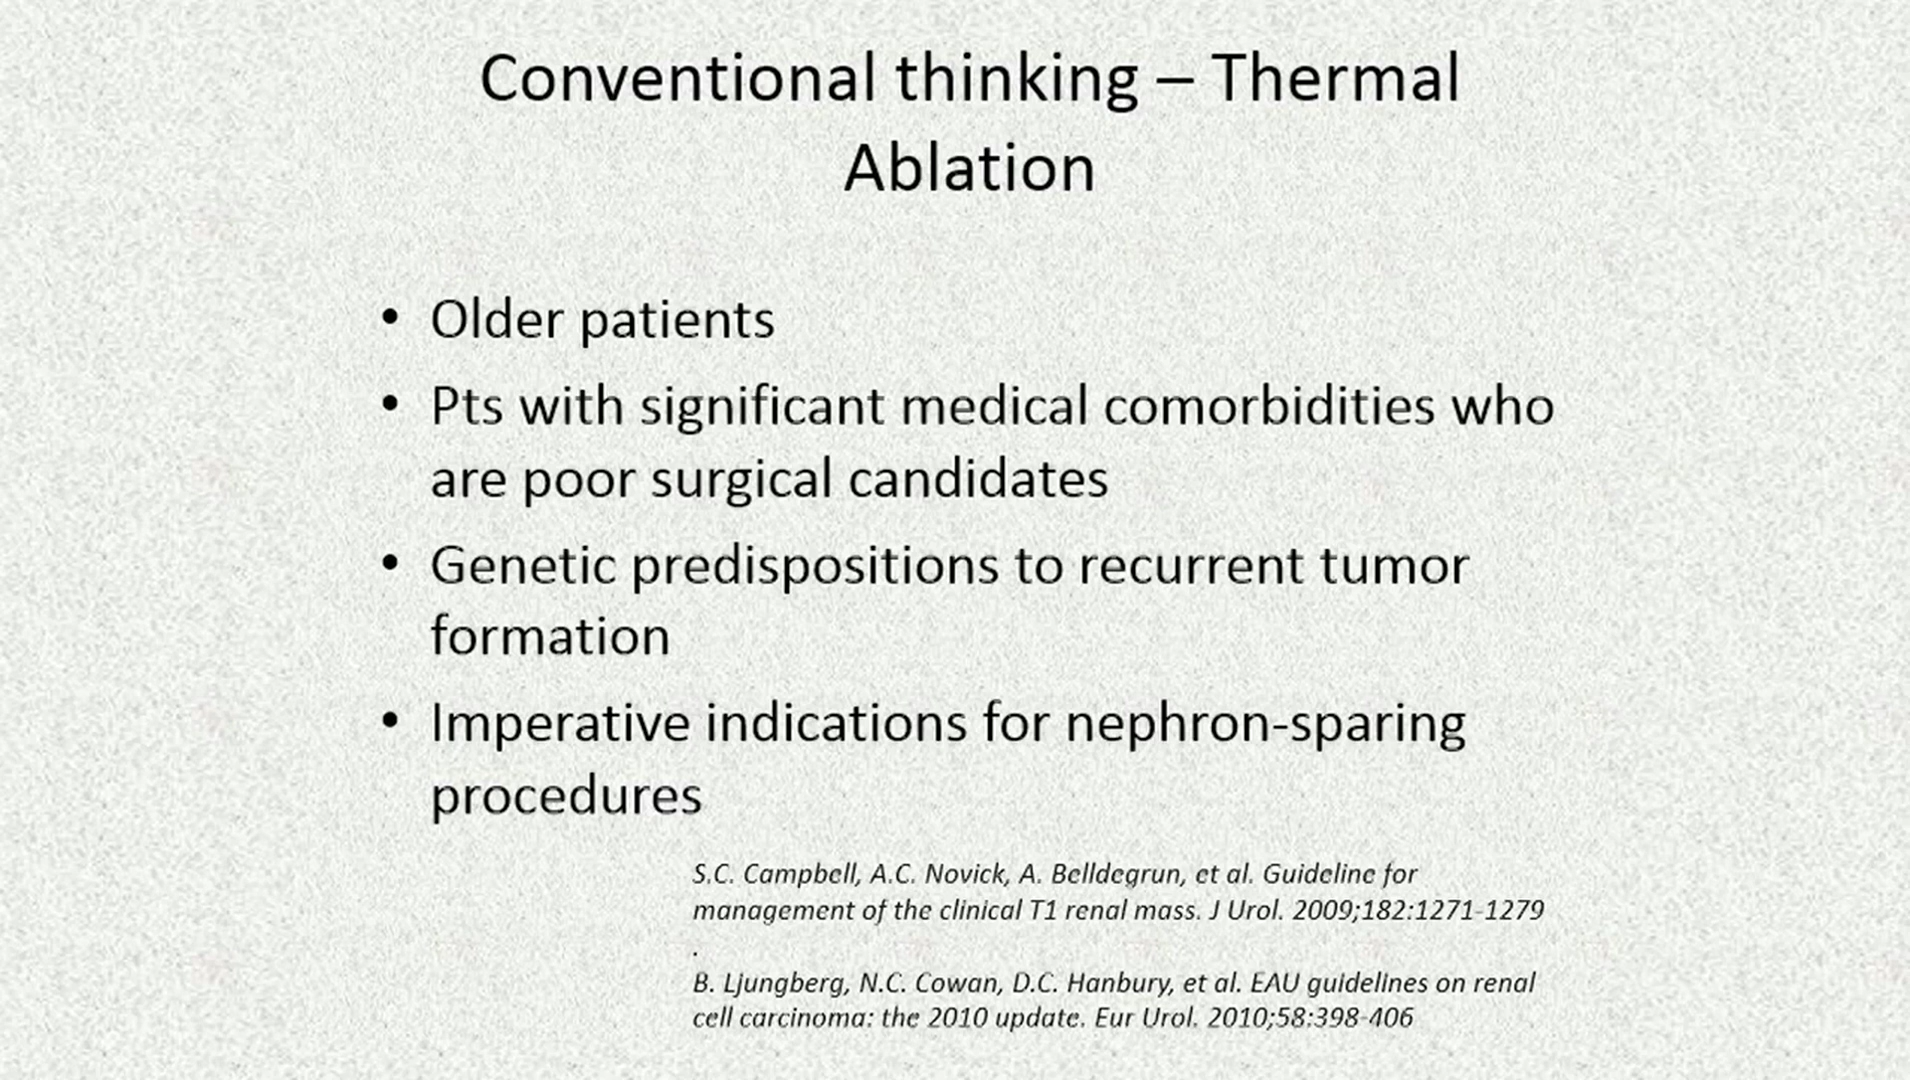 Conventional thinking – Thermal
Ablation
• Older patients
• Pts with significant medical comorbidities who
are poor surgical candidates
• Genetic predispositions to recurrent tumor
formation
• Imperative indications for nephron-sparing
procedures
S.C. Campbell, A.C. Novick, A. Belldegrun, et al. Guideline for
management of the clinical T1 renal mass. J Urol. 2009;182:1271-1279
.
B. Ljungberg, N.C. Cowan, D.C. Hanbury, et al. EAU guidelines on renal
cell carcinoma: the 2010 update. Eur Urol. 2010;58:398-406